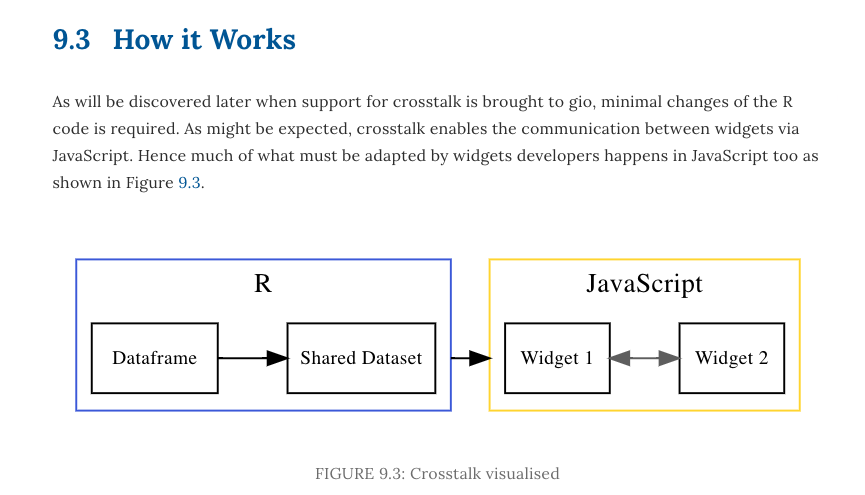 9.3 How it Works
As will be discovered later when support for crosstalk is brought to gio, minimal changes of the R
code is required. As might be expected, crosstalk enables the communication between widgets via
JavaScript. Hence much of what must be adapted by widgets developers happens in JavaScript too as
shown in Figure 9.3.
R
JavaScript
Dataframe
Shared Dataset
Widget 1
Widget 2
FIGURE 9.3: Crosstalk visualised